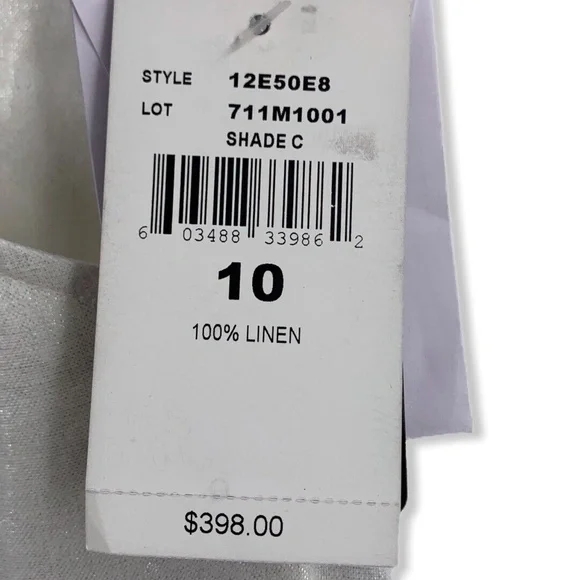 STYLE 12E50E8
LOT 711M1001
SHADE C
6 03488 33986 2
10
100% LINEN
$398.00